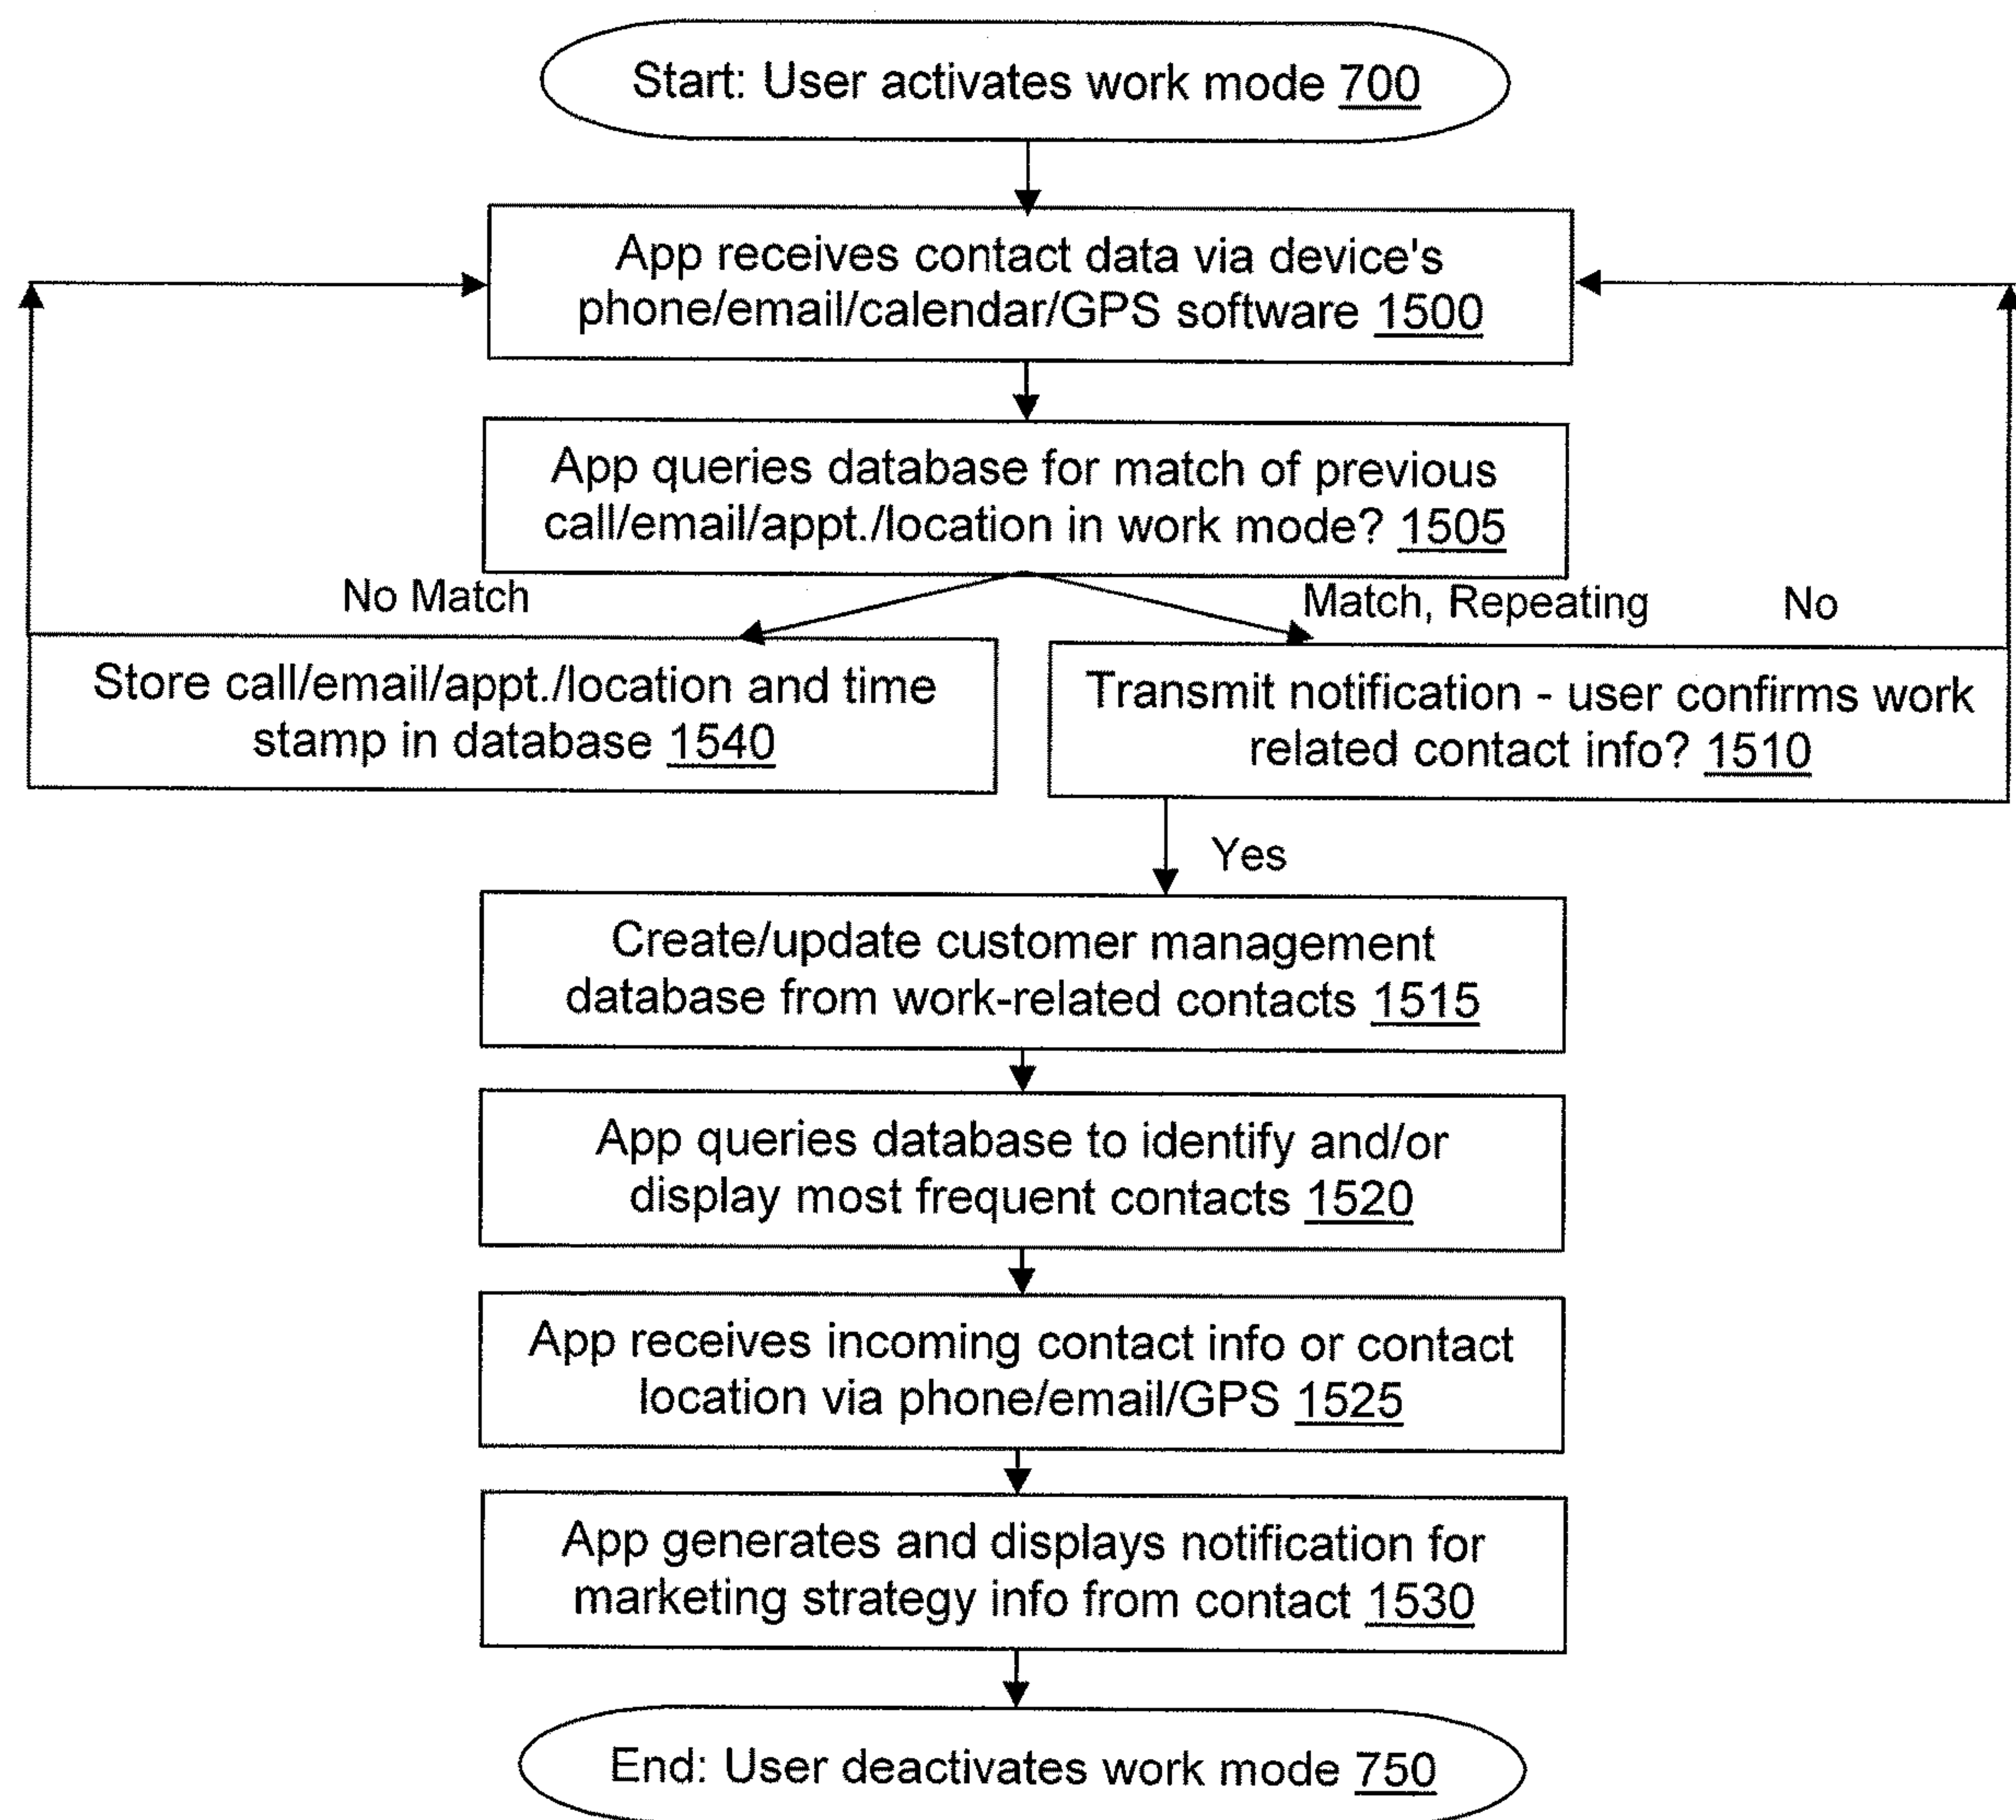 Start: User activates work mode 700
App receives contact data via device's
phone/email/calendar/GPS software 1500
App queries database for match of previous
call/email/appt./location in work mode? 1505
No Match
Match, Repeating
No
Store call/email/appt./location and time
stamp in database 1540
Transmit notification - user confirms work
related contact info? 1510
Yes
Create/update customer management
database from work-related contacts 1515
App queries database to identify and/or
display most frequent contacts 1520
App receives incoming contact info or contact
location via phone/email/GPS 1525
App generates and displays notification for
marketing strategy info from contact 1530
End: User deactivates work mode 750